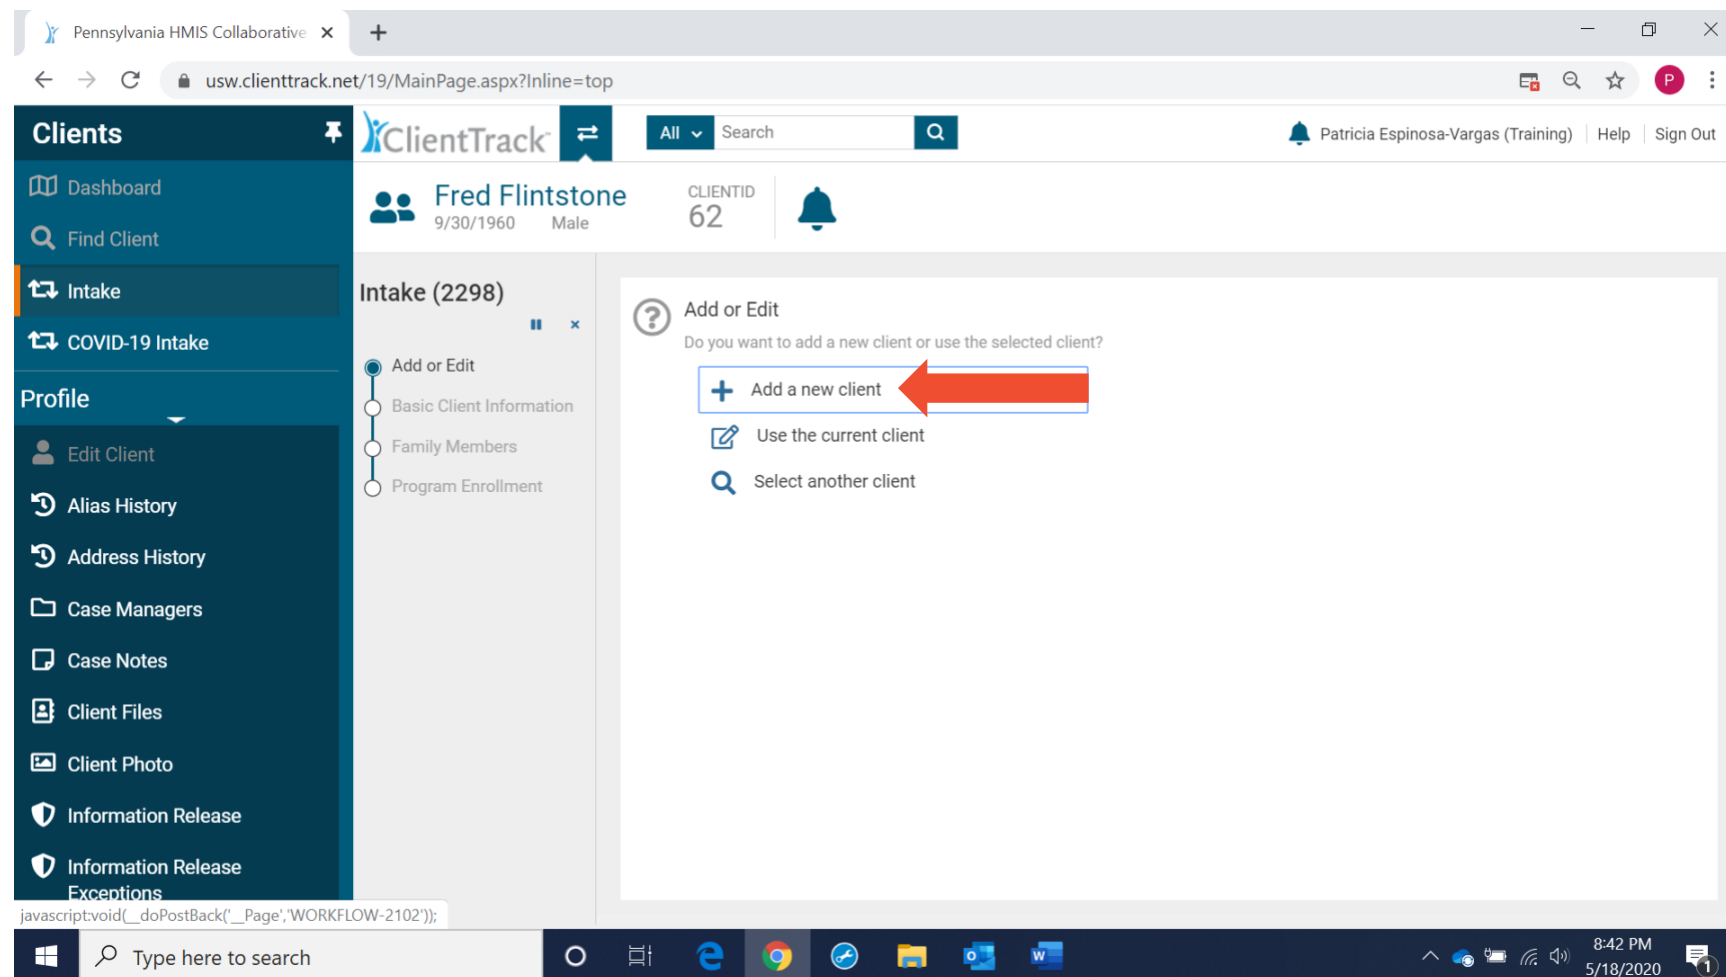 Pennsylvania HMIS Collaborative
usw.clienttrack.net/19/MainPage.aspx?Inline=top
P
Clients
ClientTrack
All
Search
Patricia Espinosa-Vargas (Training)
Help
Sign Out
Dashboard
Find Client
Intake
COVID-19 Intake
Profile
Edit Client
Alias History
Address History
Case Managers
Case Notes
Client Files
Client Photo
Information Release
Information Release
Exceptions
Fred Flintstone
9/30/1960 Male
CLIENTID
62
Intake (2298)
Add or Edit
Basic Client Information
Family Members
Program Enrollment
Add or Edit
Do you want to add a new client or use the selected client?
Add a new client
Use the current client
Select another client
javascript:void(__doPostBack('__Page','WORKFLOW-2102'));
Type here to search
8:42 PM
5/18/2020
1